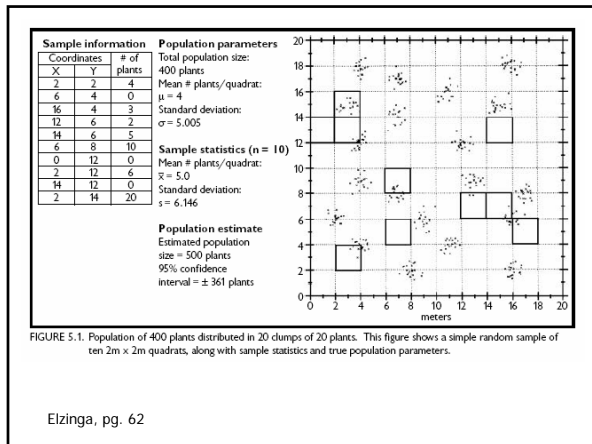 Sample information
Coordinates # of
X Y plants
2 2 4
6 4 0
16 4 3
12 6 2
14 6 5
6 8 10
0 12 0
2 12 6
14 12 0
2 14 20
Population parameters
Total population size:
400 plants
Mean # plants/quadrat:
μ = 4
Standard deviation:
σ = 5.005
Sample statistics (n = 10)
Mean # plants/quadrat:
x̄ = 5.0
Standard deviation:
s = 6.146
Population estimate
Estimated population
size = 500 plants
95% confidence
interval = ± 361 plants
20
18
16
14
12
10
8
6
4
2
0
0 2 4 6 8 10 12 14 16 18 20
meters
FIGURE 5.1. Population of 400 plants distributed in 20 clumps of 20 plants. This figure shows a simple random sample of
ten 2m x 2m quadrats, along with sample statistics and true population parameters.
Elzinga, pg. 62